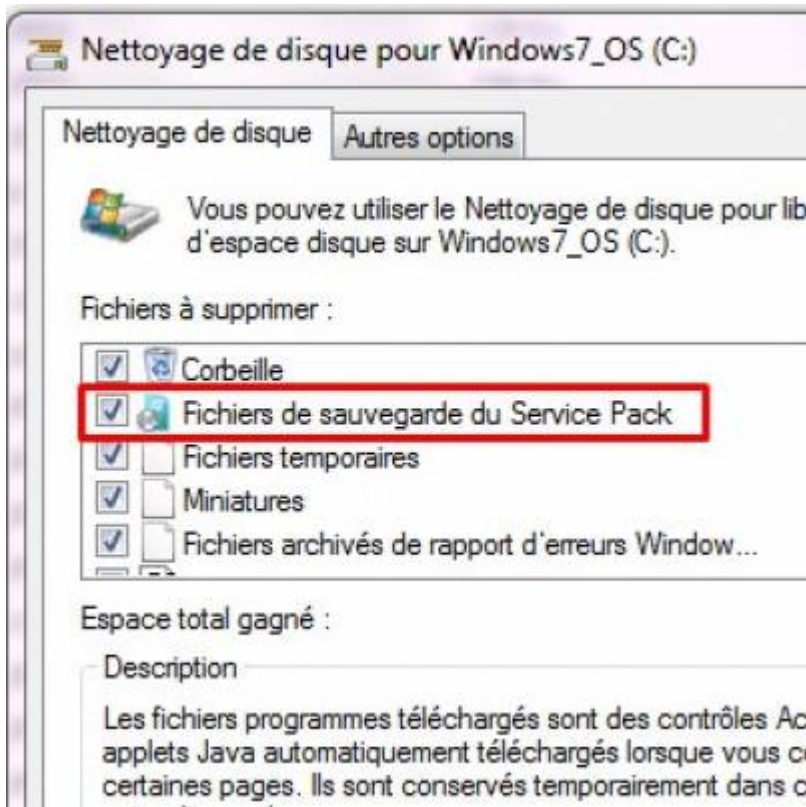 Nettoyage de disque pour Windows7_OS (C:)
Nettoyage de disque
Autres options
Vous pouvez utiliser le Nettoyage de disque pour lib
d'espace disque sur Windows7_OS (C:).
Fichiers à supprimer :
Corbeille
Fichiers de sauvegarde du Service Pack
Fichiers temporaires
Miniatures
Fichiers archivés de rapport d'erreurs Window...
Espace total gagné :
Description
Les fichiers programmes téléchargés sont des contrôles Ac
applets Java automatiquement téléchargés lorsque vous c
certaines pages. Ils sont conservés temporairement dans